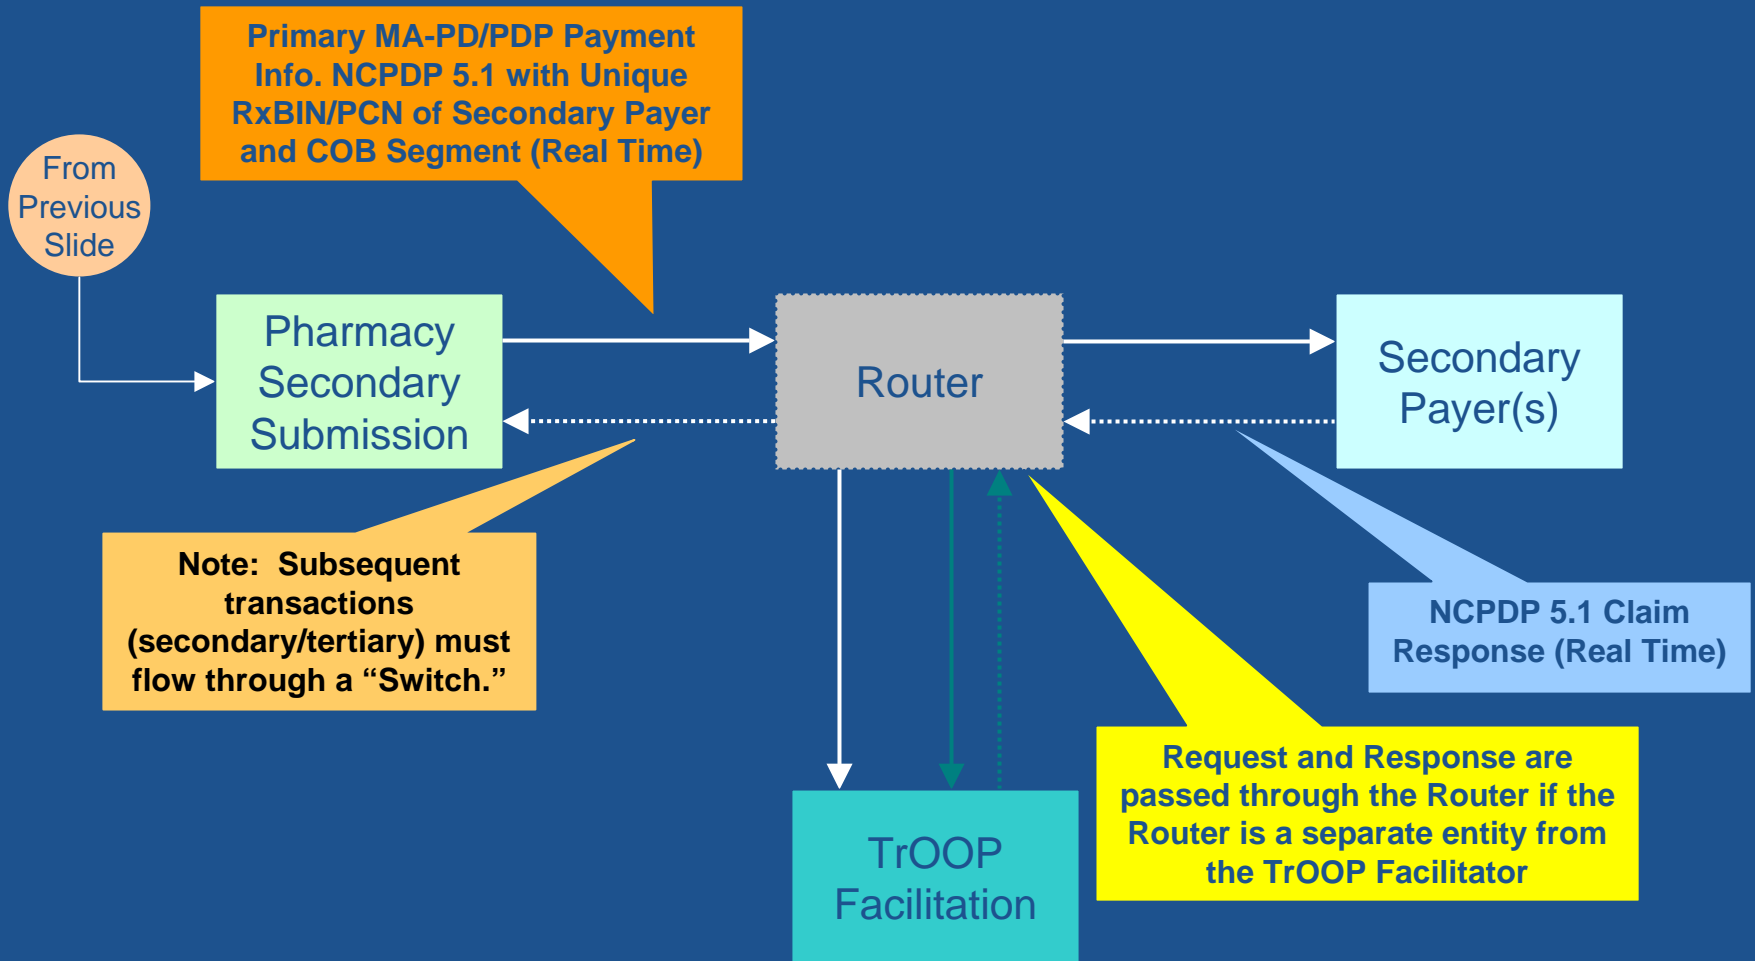 Primary MA-PD/PDP Payment
Info. NCPDP 5.1 with Unique
RxBIN/PCN of Secondary Payer
and COB Segment (Real Time)
From
Previous
Slide
Pharmacy
Secondary
Submission
Router
Secondary
Payer(s)
Note:  Subsequent
transactions
(secondary/tertiary) must
flow through a “Switch.”
NCPDP 5.1 Claim
Response (Real Time)
Request and Response are
passed through the Router if the
Router is a separate entity from
the TrOOP Facilitator
TrOOP
Facilitation